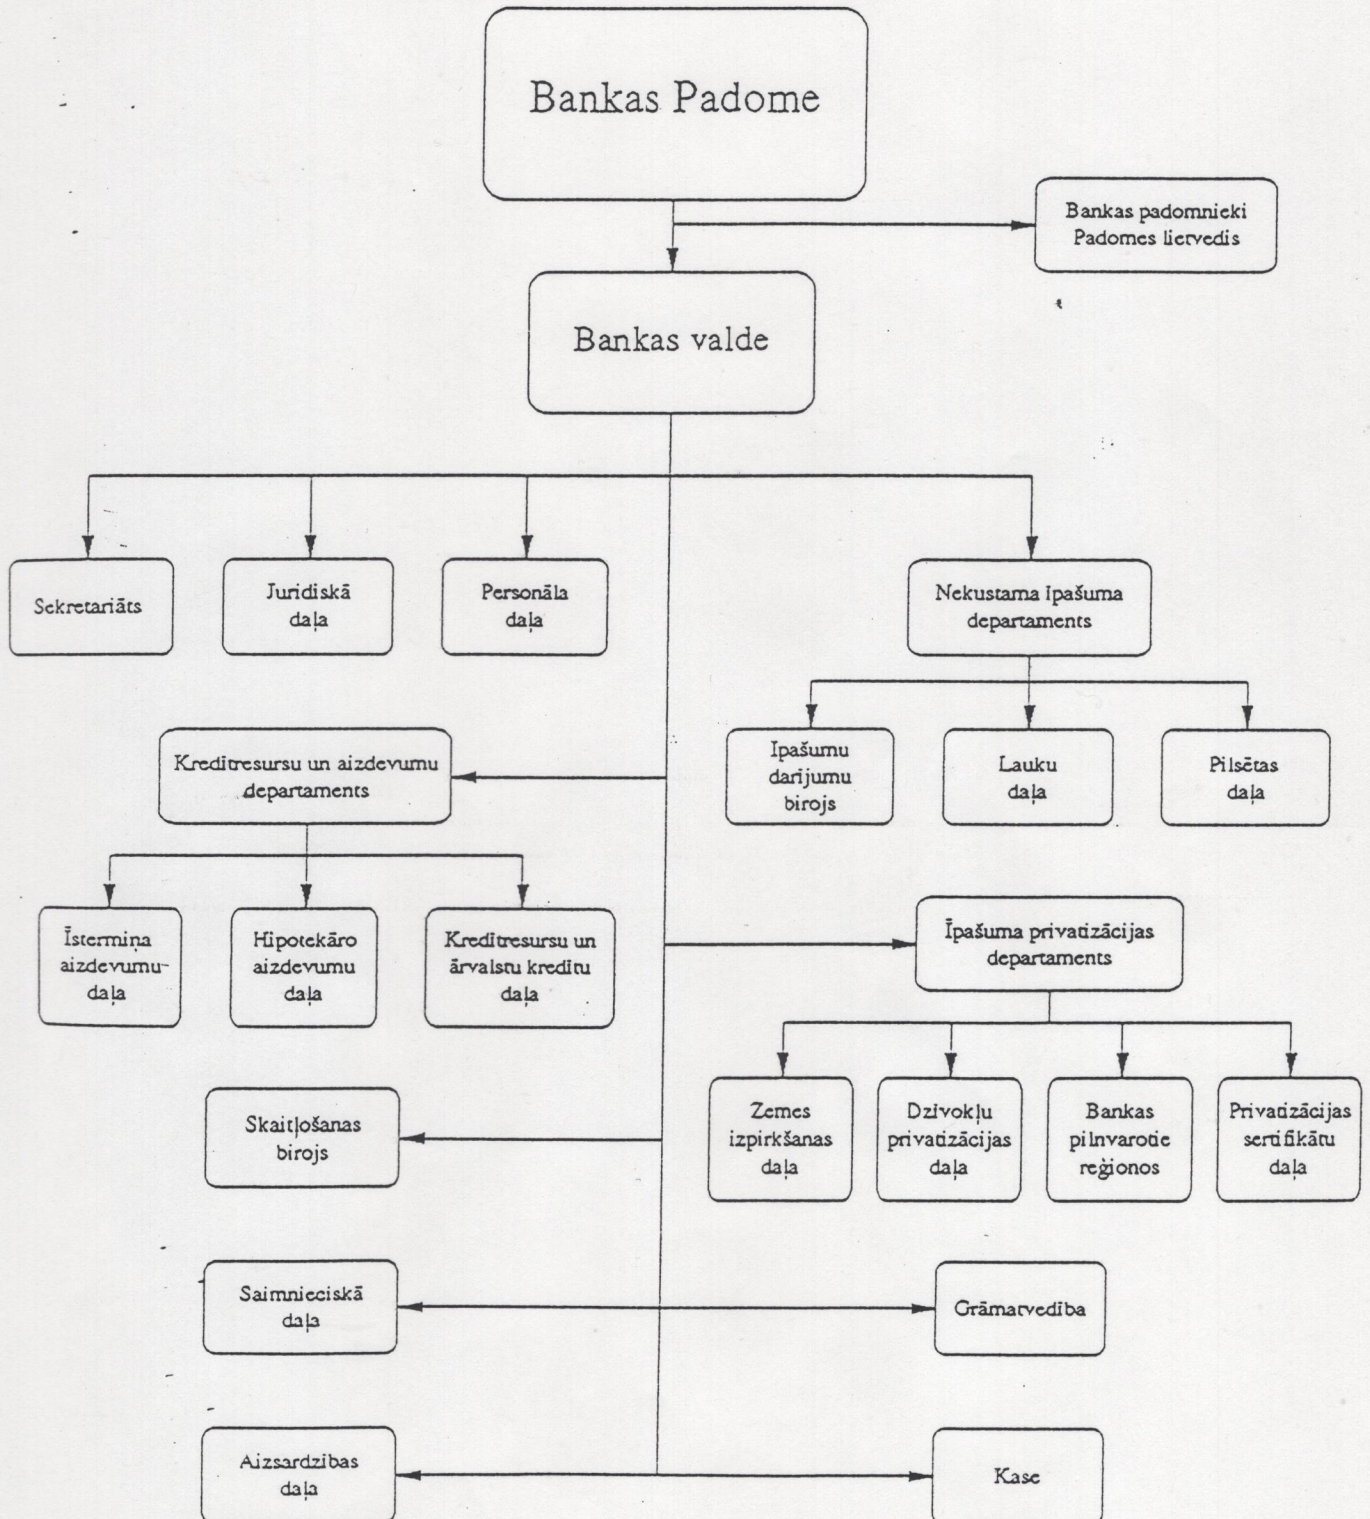 Bankas Padome
Bankas padomnieki
Padomes lietvedis
Bankas valde
Sekretariāts
Juridiskā
daļa
Personāla
daļa
Nekustama īpašuma
departaments
Kredītresursu un aizdevumu
departaments
Īpašumu
darījumu
birojs
Lauku
daļa
Pilsētas
daļa
Īstermiņa
aizdevumu-
daļa
Hipotekāro
aizdevumu
daļa
Kredītresursu un
ārvalstu kredītu
daļa
Īpašuma privatizācijas
departaments
Skaitļošanas
birojs
Zemes
izpirkšanas
daļa
Dzīvokļu
privatizācijas
daļa
Bankas
pilnvarotie
reģionos
Privatizācijas
sertifikātu
daļa
Saimnieciskā
daļa
Grāmatvedība
Aizsardzības
daļa
Kase